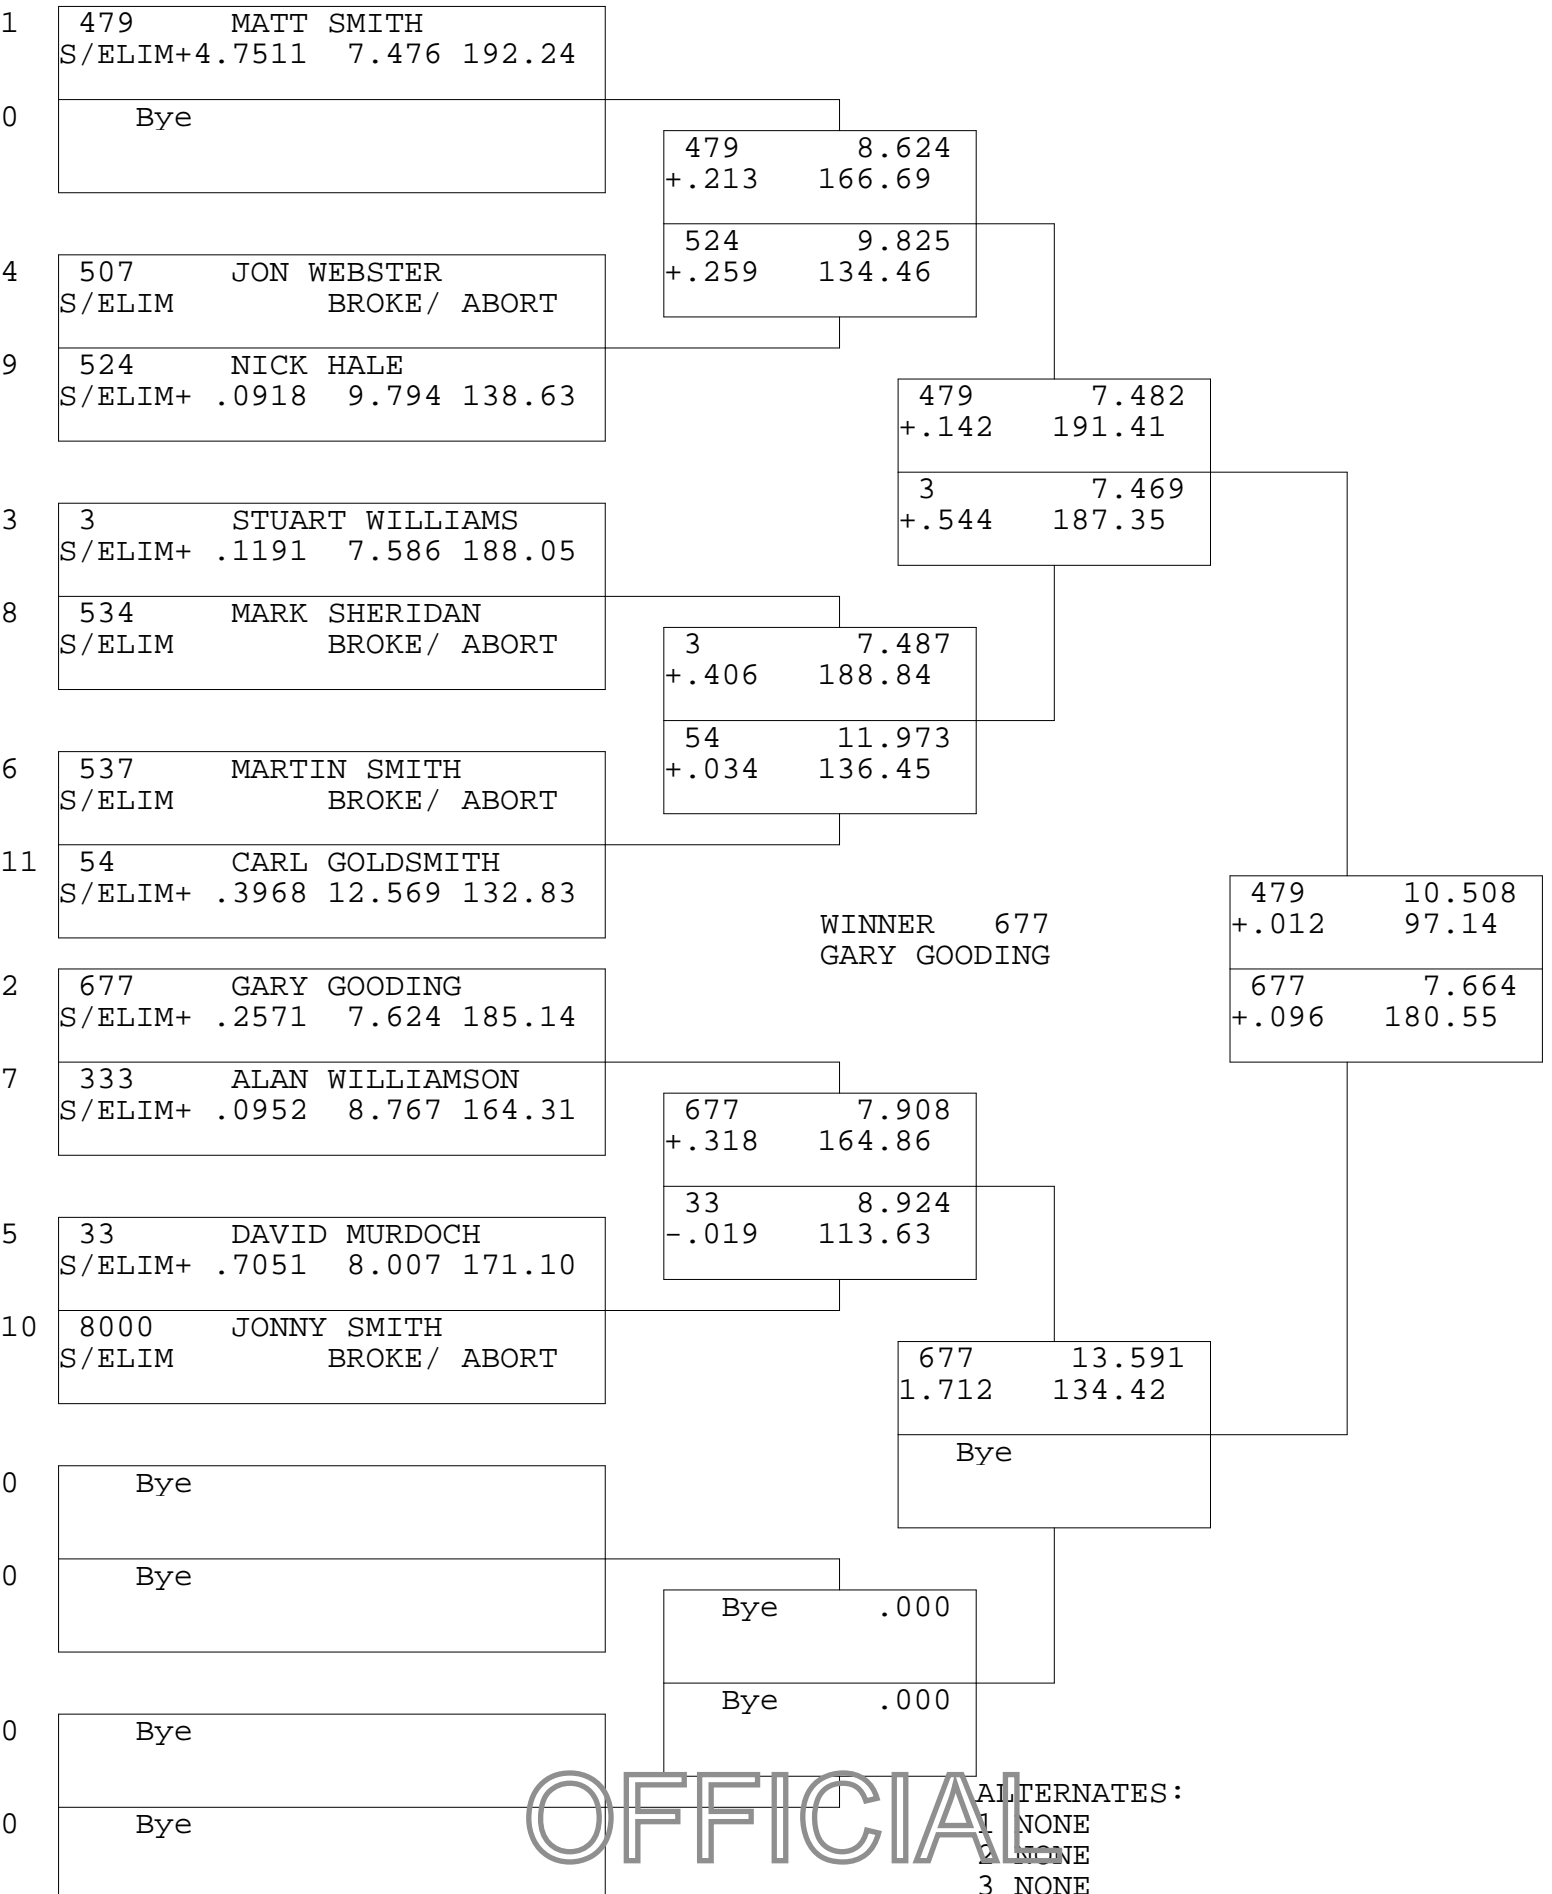 1 479 MATT SMITH
S/ELIM+4.7511 7.476 192.24
0 Bye
479 8.624
+.213 166.69
524 9.825
+.259 134.46
4 507 JON WEBSTER
S/ELIM BROKE/ ABORT
9 524 NICK HALE
S/ELIM+ .0918 9.794 138.63
479 7.482
+.142 191.41
3 7.469
+.544 187.35
3 3 STUART WILLIAMS
S/ELIM+ .1191 7.586 188.05
8 534 MARK SHERIDAN
S/ELIM BROKE/ ABORT
3 7.487
+.406 188.84
54 11.973
+.034 136.45
6 537 MARTIN SMITH
S/ELIM BROKE/ ABORT
11 54 CARL GOLDSMITH
S/ELIM+ .3968 12.569 132.83
WINNER 677
GARY GOODING
479 10.508
+.012 97.14
677 7.664
+.096 180.55
2 677 GARY GOODING
S/ELIM+ .2571 7.624 185.14
7 333 ALAN WILLIAMSON
S/ELIM+ .0952 8.767 164.31
677 7.908
+.318 164.86
33 8.924
-.019 113.63
5 33 DAVID MURDOCH
S/ELIM+ .7051 8.007 171.10
10 8000 JONNY SMITH
S/ELIM BROKE/ ABORT
677 13.591
1.712 134.42
Bye
0 Bye
0 Bye
Bye .000
Bye .000
0 Bye
0 Bye
OFFICIAL
ALTERNATES:
1 NONE
2 NONE
3 NONE